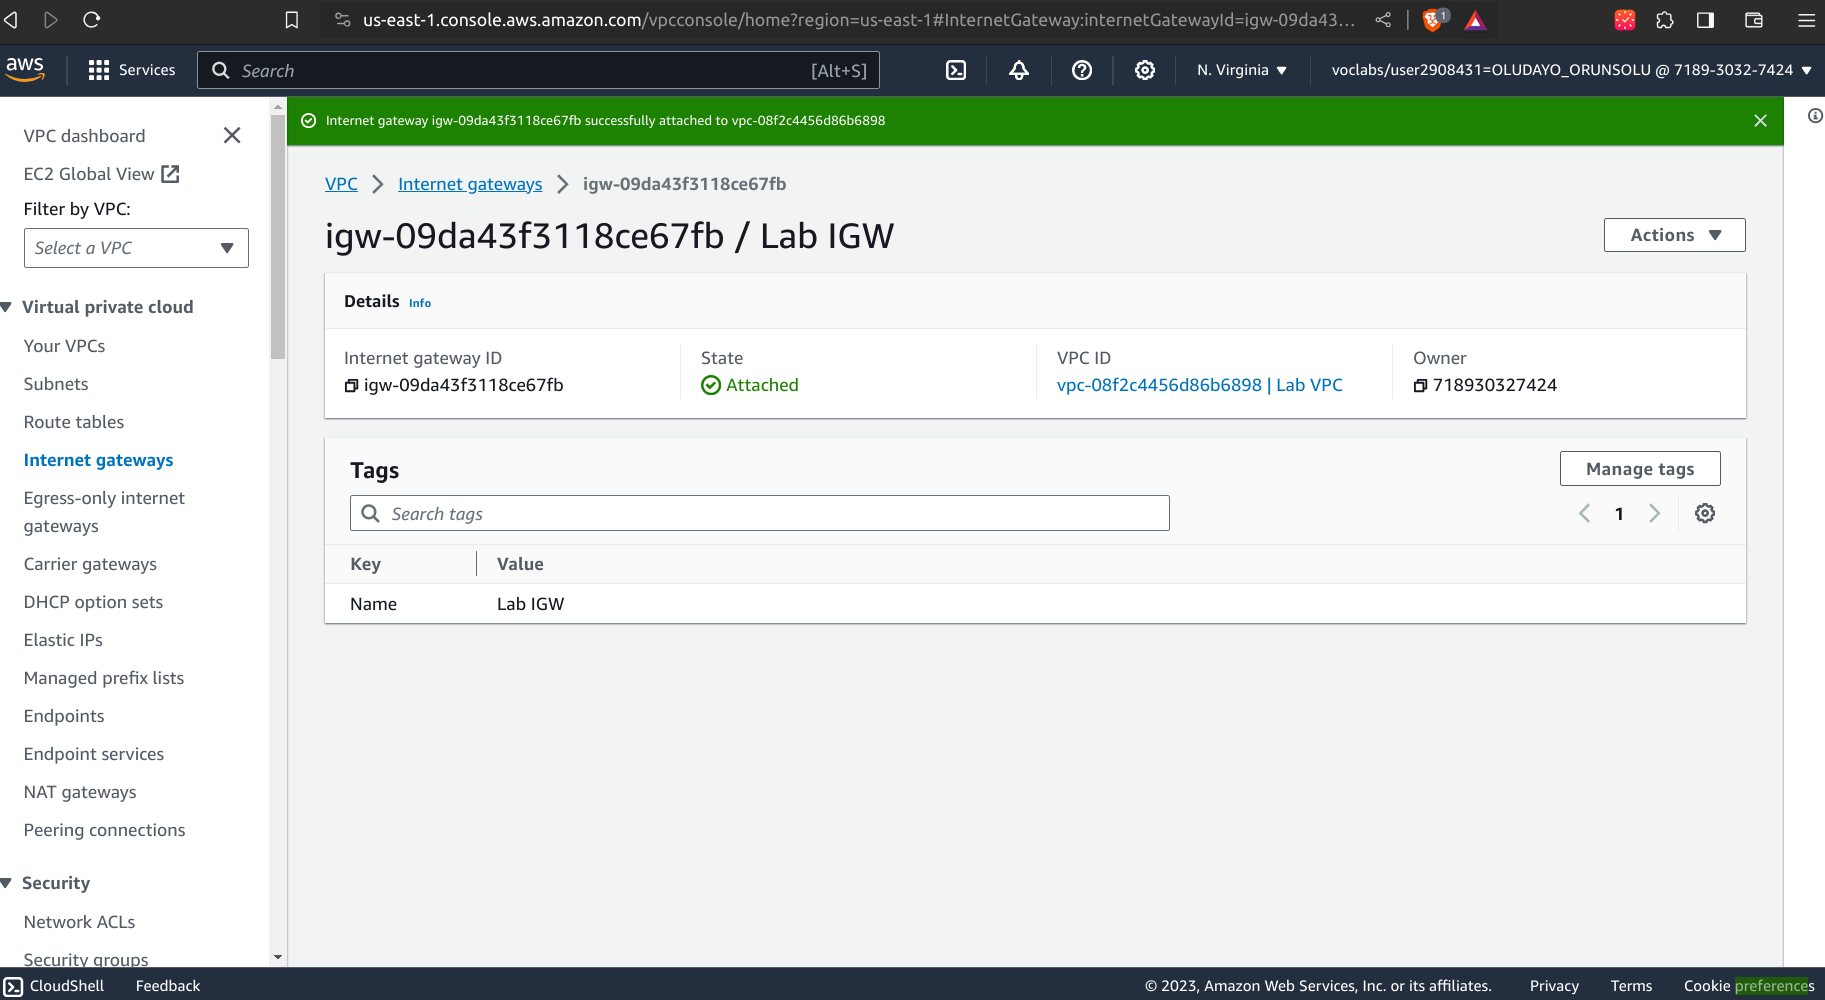 us-east-1.console.aws.amazon.com/vpcconsole/home?region=us-east-1#InternetGateway:internetGatewayId=igw-09da43... 1
aws Services Search [Alt+S] N. Virginia voclabs/user2908431=OLUDAYO_ORUNSOLU @ 7189-3032-7424
VPC dashboard
EC2 Global View
Filter by VPC:
Select a VPC
Virtual private cloud
Your VPCs
Subnets
Route tables
Internet gateways
Egress-only internet
gateways
Carrier gateways
DHCP option sets
Elastic IPs
Managed prefix lists
Endpoints
Endpoint services
NAT gateways
Peering connections
Security
Network ACLs
Security groups
Internet gateway igw-09da43f3118ce67fb successfully attached to vpc-08f2c4456d86b6898
VPC Internet gateways igw-09da43f3118ce67fb
igw-09da43f3118ce67fb / Lab IGW
Actions
Details Info
Internet gateway ID
igw-09da43f3118ce67fb
State
Attached
VPC ID
vpc-08f2c4456d86b6898 | Lab VPC
Owner
718930327424
Tags
Manage tags
Search tags
1
Key Value
Name Lab IGW
CloudShell Feedback © 2023, Amazon Web Services, Inc. or its affiliates. Privacy Terms Cookie preferences